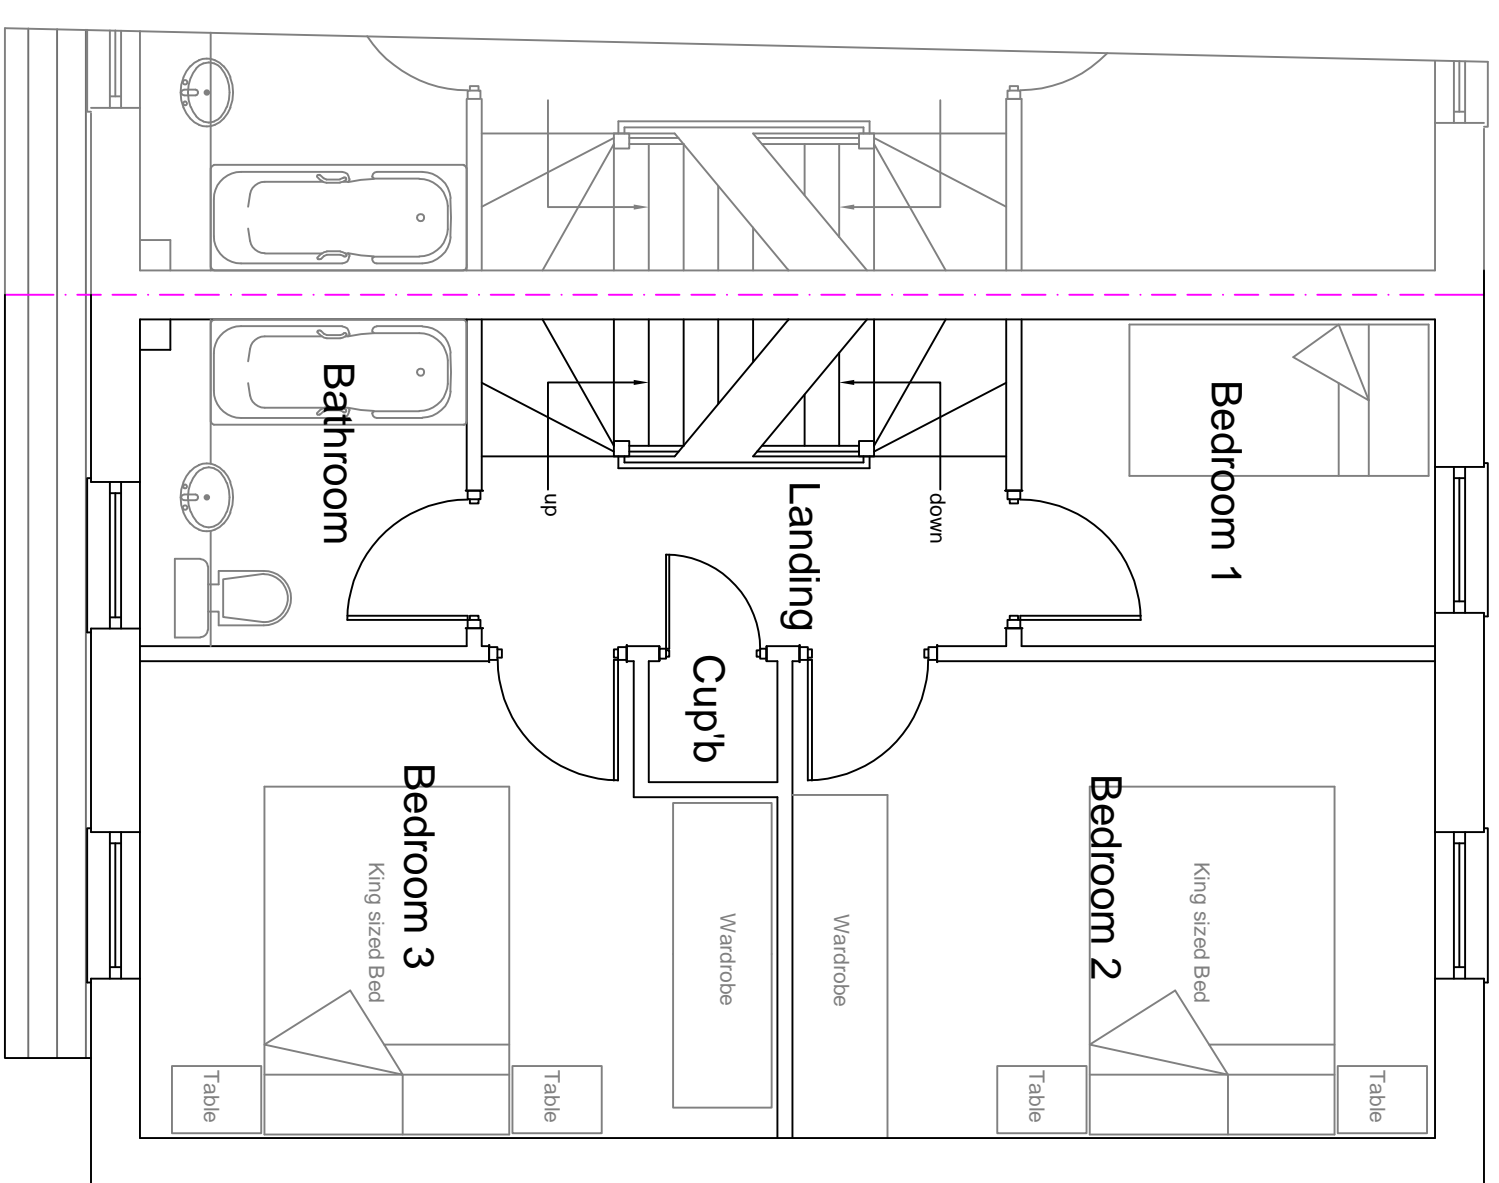 Bathroom
up
Landing
down
Bedroom 1
Cup'b
Bedroom 3
King sized Bed
Wardrobe
Wardrobe
Bedroom 2
King sized Bed
Table
Table
Table
Table